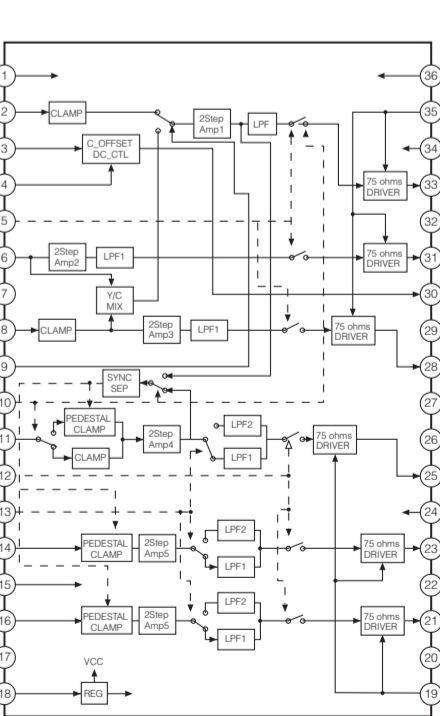 1
36
2
CLAMP
2Step
Amp1
LPF
35
3
C_OFFSET
DC_CTL
34
4
75 ohms
DRIVER
33
5
32
6
2Step
Amp2
LPF1
75 ohms
DRIVER
31
7
Y/C
MIX
30
8
CLAMP
2Step
Amp3
LPF1
75 ohms
DRIVER
29
9
28
SYNC
SEP
10
27
11
PEDESTAL
CLAMP
CLAMP
2Step
Amp4
LPF2
LPF1
75 ohms
DRIVER
26
12
25
13
24
14
PEDESTAL
CLAMP
2Step
Amp5
LPF2
LPF1
75 ohms
DRIVER
23
15
22
16
PEDESTAL
CLAMP
2Step
Amp5
LPF2
LPF1
75 ohms
DRIVER
21
17
20
VCC
18
REG
19